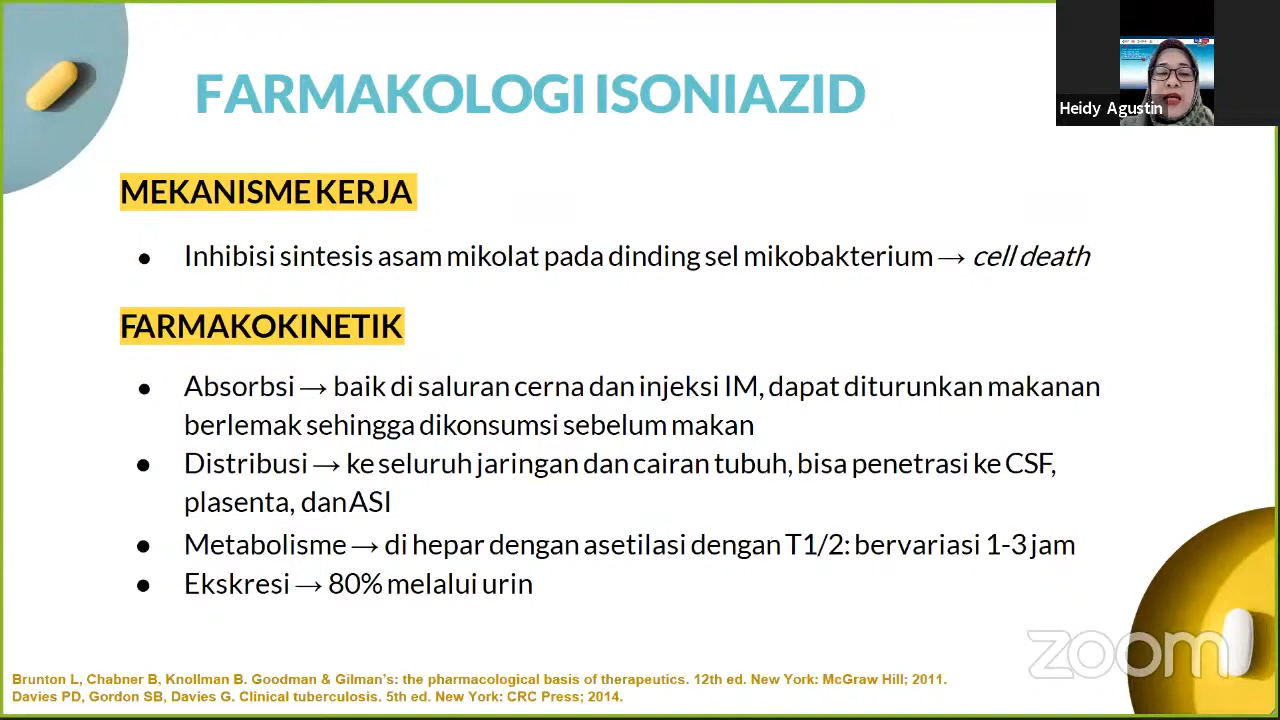 FARMAKOLOGI ISONIAZID
Heidy Agustin
MEKANISME KERJA
● Inhibisi sintesis asam mikolat pada dinding sel mikobakterium → cell death
FARMAKOKINETIK
● Absorbsi → baik di saluran cerna dan injeksi IM, dapat diturunkan makanan
berlemak sehingga dikonsumsi sebelum makan
● Distribusi → ke seluruh jaringan dan cairan tubuh, bisa penetrasi ke CSF,
plasenta, dan ASI
● Metabolisme → di hepar dengan asetilasi dengan T1/2: bervariasi 1-3 jam
● Ekskresi → 80% melalui urin
zoom
Brunton L, Chabner B, Knollman B. Goodman & Gilman's: the pharmacological basis of therapeutics. 12th ed. New York: McGraw Hill; 2011.
Davies PD, Gordon SB, Davies G. Clinical tuberculosis. 5th ed. New York: CRC Press; 2014.